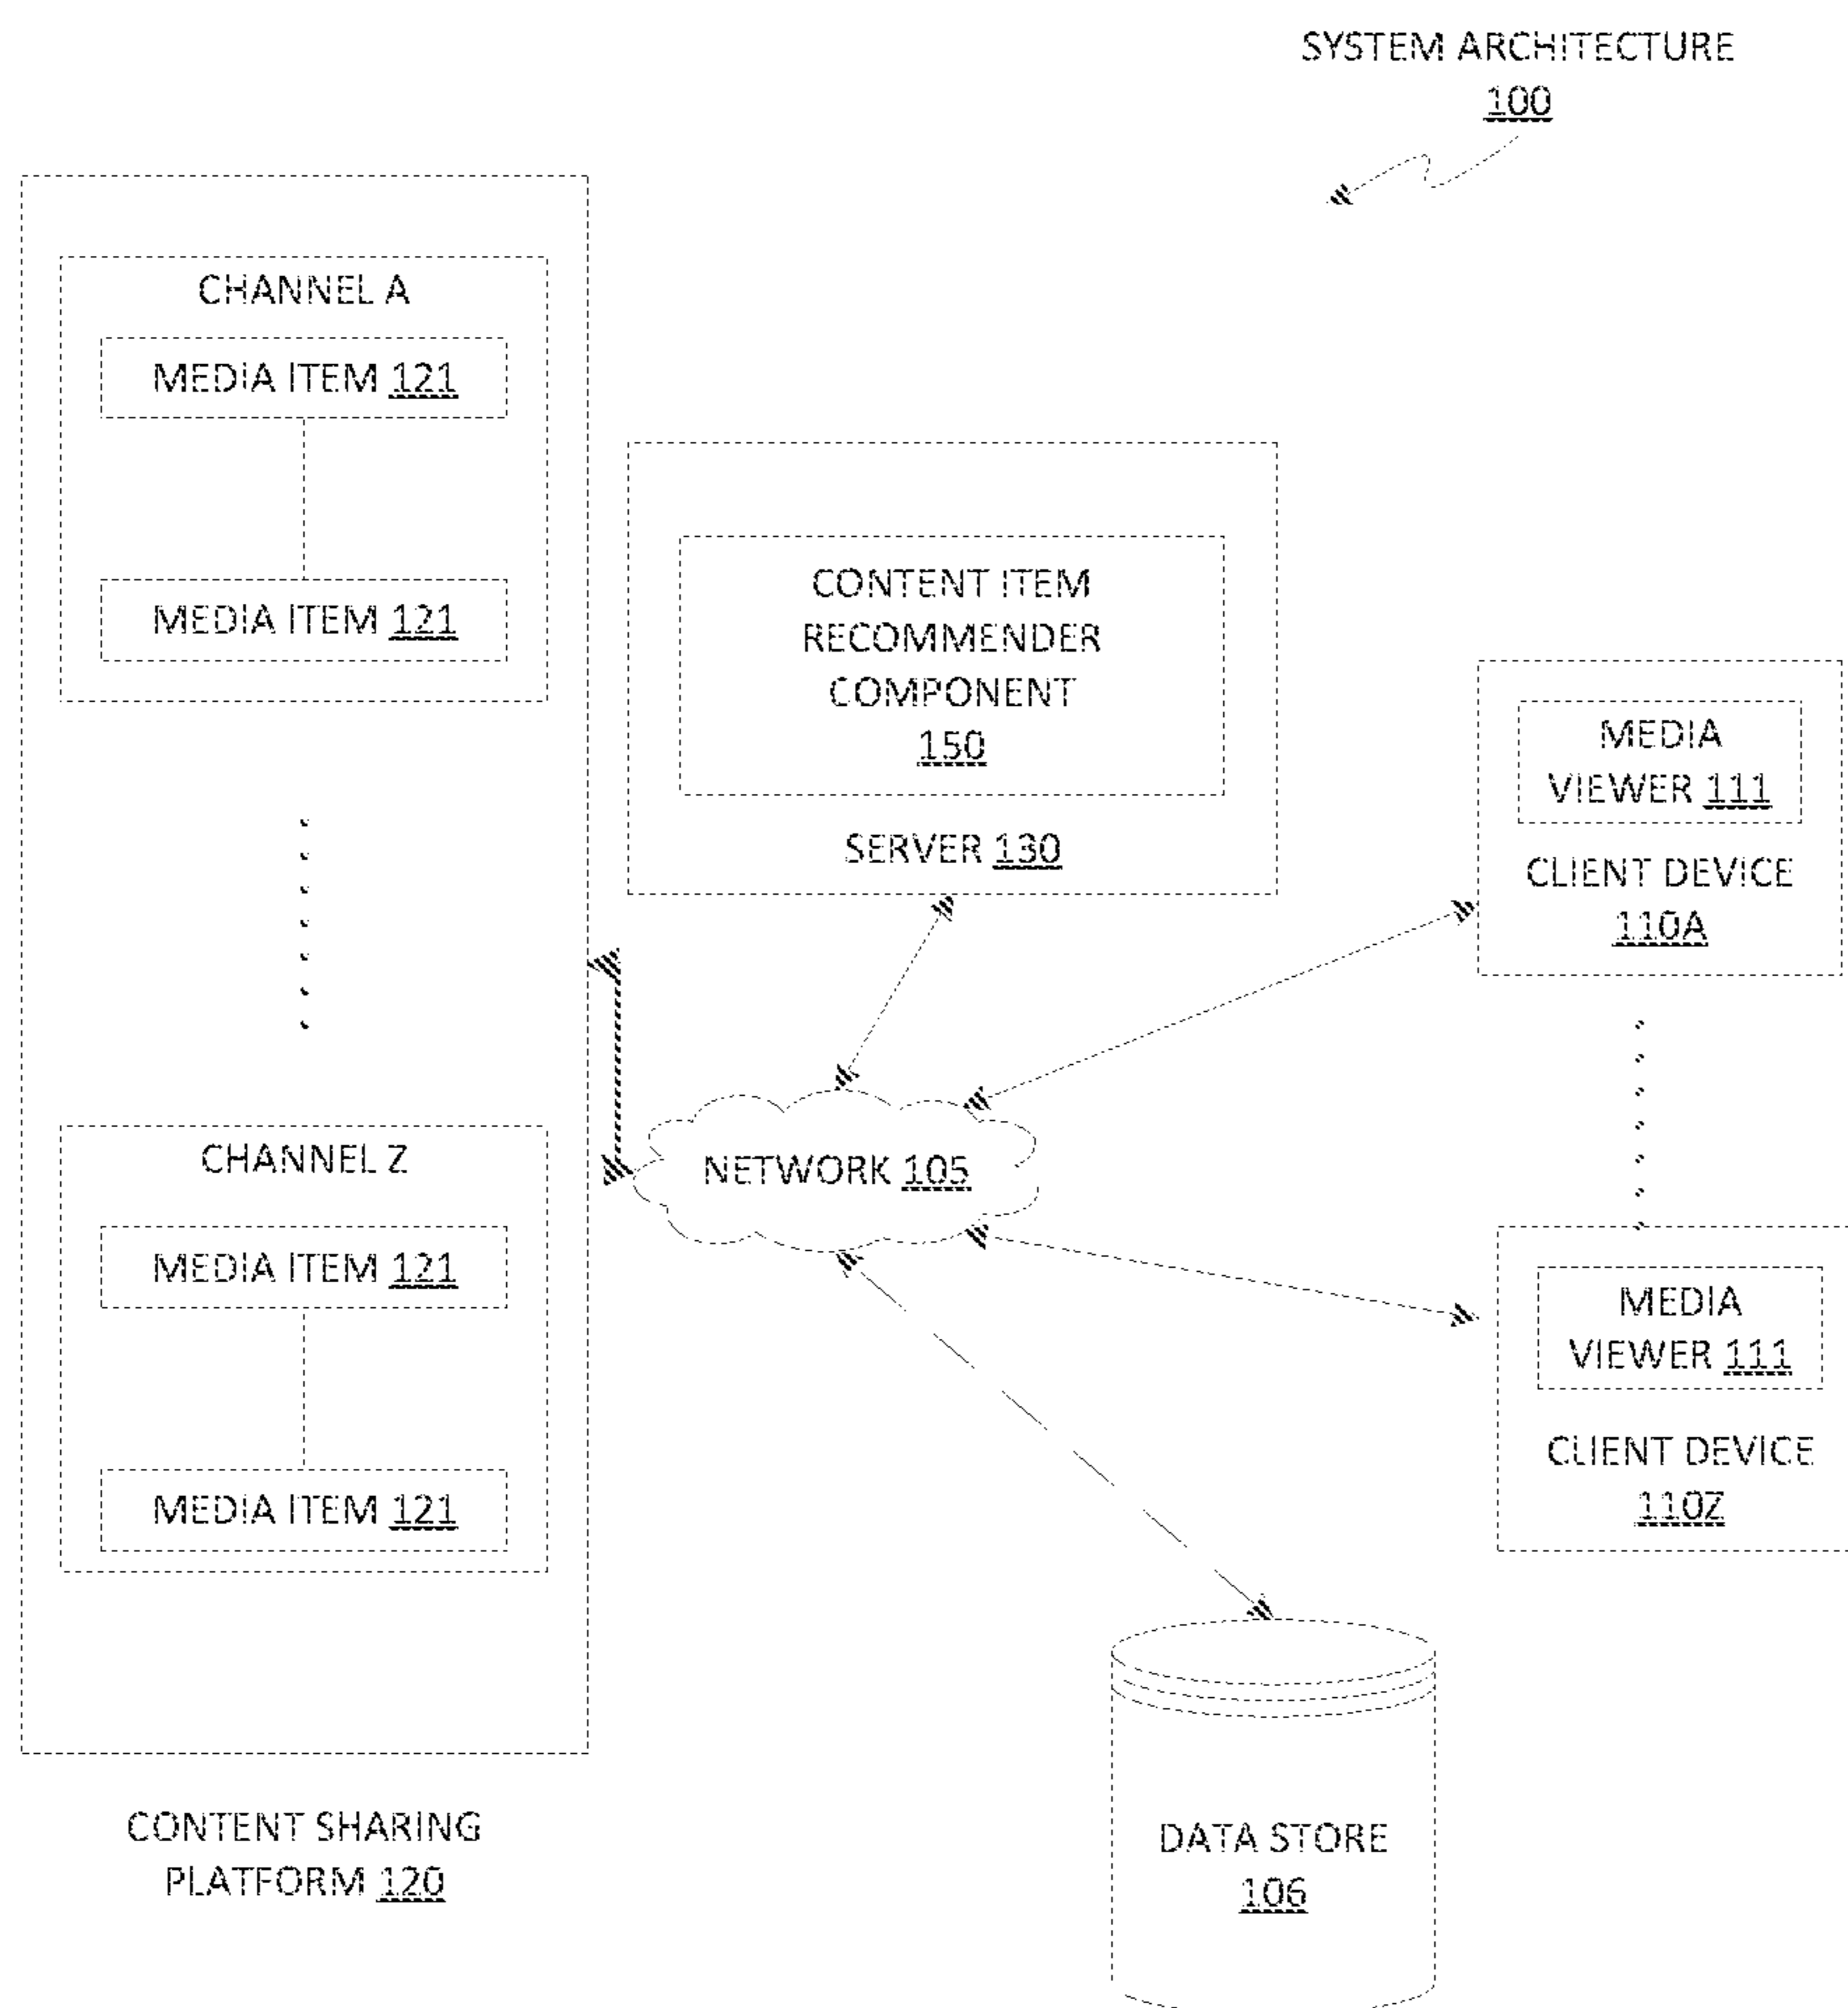 SYSTEM ARCHITECTURE
100
CHANNEL A
MEDIA ITEM 121
MEDIA ITEM 121
CHANNEL Z
MEDIA ITEM 121
MEDIA ITEM 121
CONTENT SHARING
PLATFORM 120
CONTENT ITEM
RECOMMENDER
COMPONENT
150
SERVER 130
NETWORK 105
MEDIA
VIEWER 111
CLIENT DEVICE
110A
MEDIA
VIEWER 111
CLIENT DEVICE
110Z
DATA STORE
106